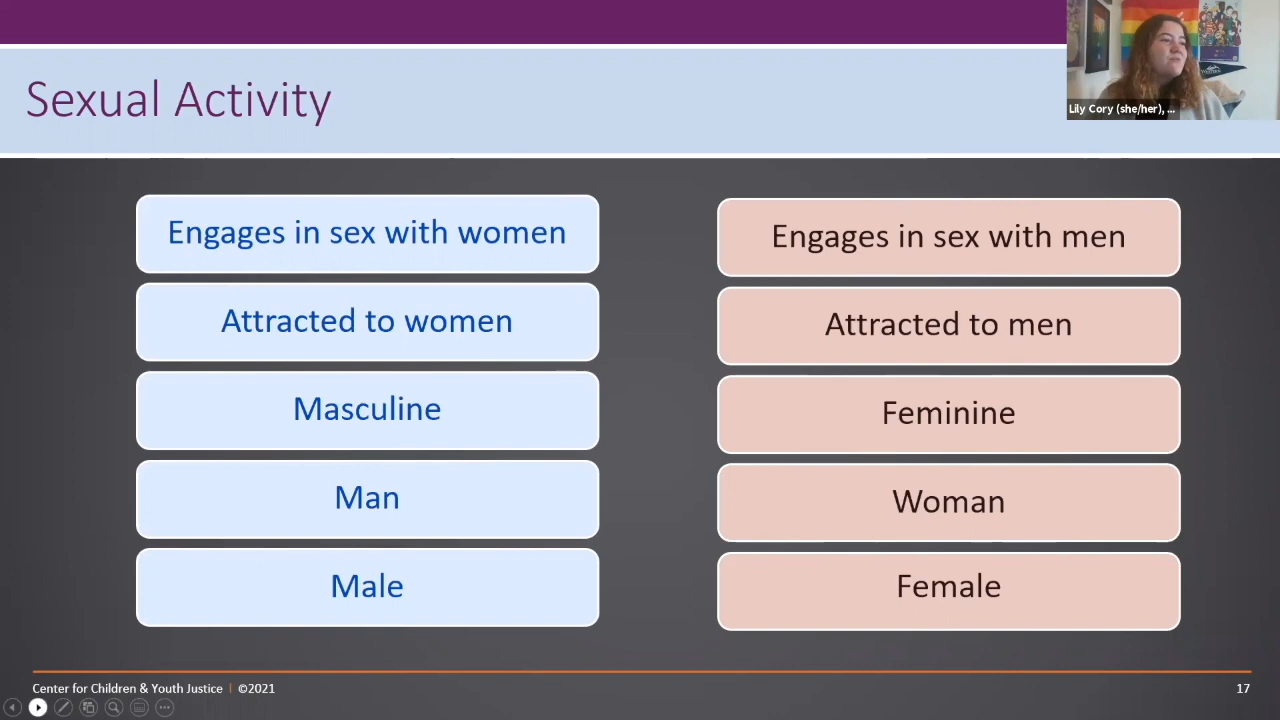 Sexual Activity
Lily Cory (she/her), ...
Engages in sex with women
Attracted to women
Masculine
Man
Male
Engages in sex with men
Attracted to men
Feminine
Woman
Female
Center for Children & Youth Justice | ©2021
17